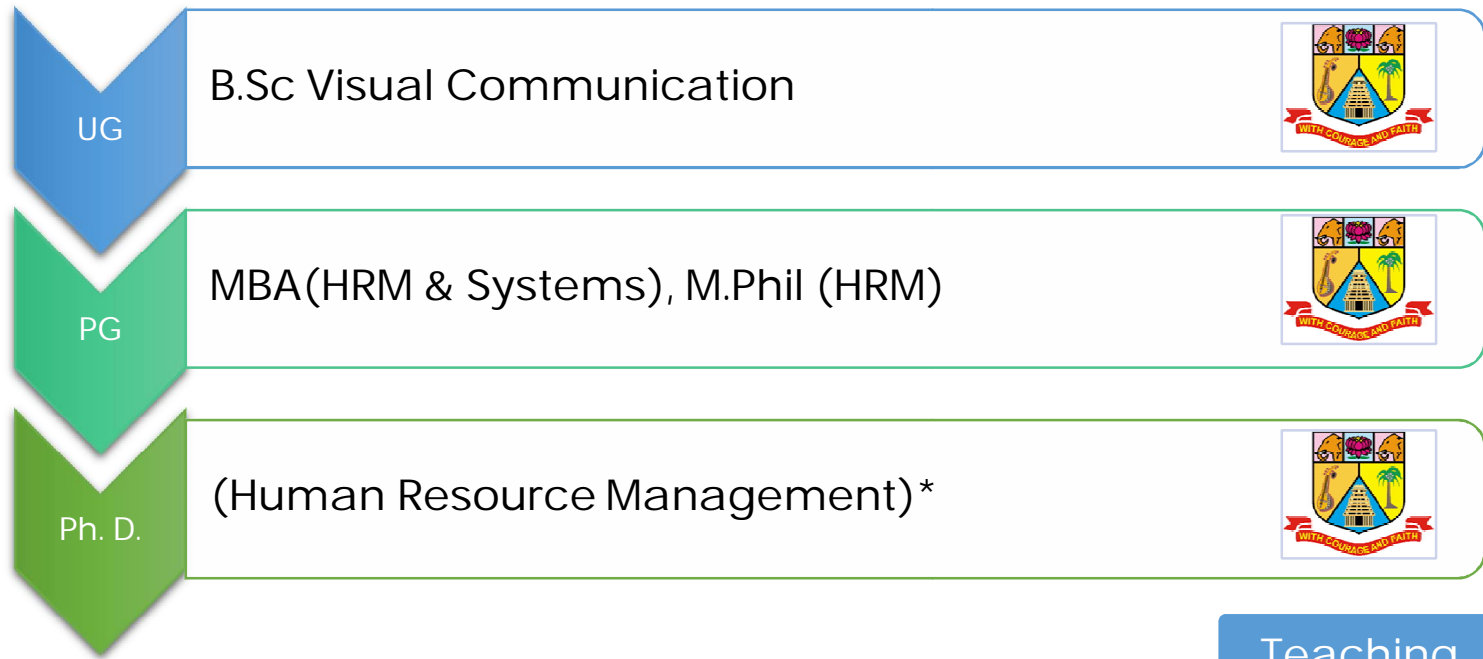 UG
B.Sc Visual Communication
WITH COURAGE AND FAITH
PG
MBA(HRM & Systems), M.Phil (HRM)
WITH COURAGE AND FAITH
Ph. D.
(Human Resource Management)*
WITH COURAGE AND FAITH
Teaching